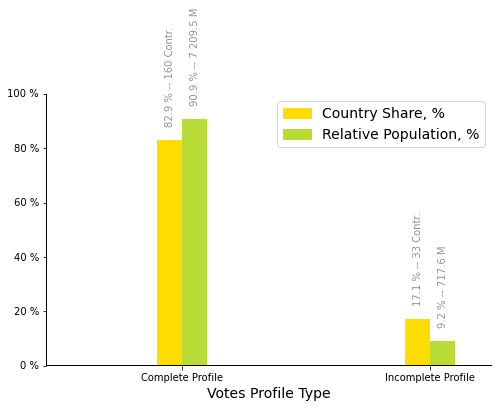 82.9 % -- 160 Contr.
90.9 % -- 7 209.5 M
100 %
80 %
60 %
40 %
20 %
0 %
Country Share, %
Relative Population, %
17.1 % -- 33 Contr.
9.2 % -- 717.6 M
Complete Profile
Incomplete Profile
Votes Profile Type